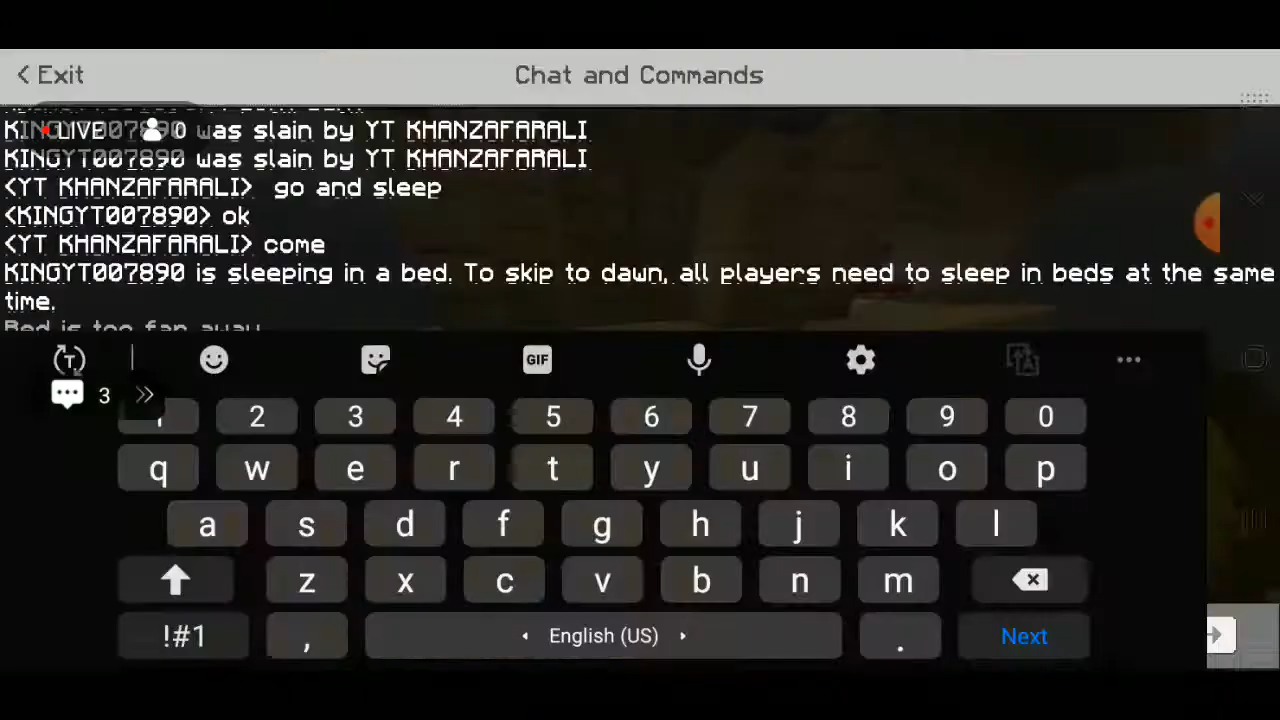 Exit
Chat and Commands
LIVE 0
KINGYT007890 was slain by YT KHANZAFARALI
KINGYT007890 was slain by YT KHANZAFARALI
<YT KHANZAFARALI> go and sleep
<KINGYT007890> ok
<YT KHANZAFARALI> come
KINGYT007890 is sleeping in a bed. To skip to dawn, all players need to sleep in beds at the same
time.
Bed is too far away
T
GIF
A
3
2 3 4 5 6 7 8 9 0
q w e r t y u i o p
a s d f g h j k l
z x c v b n m
!#1 , English (US) . Next